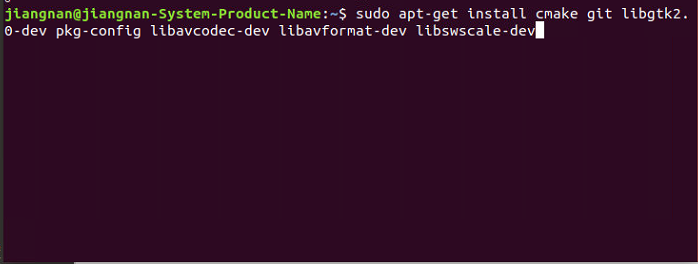 jiangnan@jiangnan-System-Product-Name:~$ sudo apt-get install cmake git libgtk2.
0-dev pkg-config libavcodec-dev libavformat-dev libswscale-dev